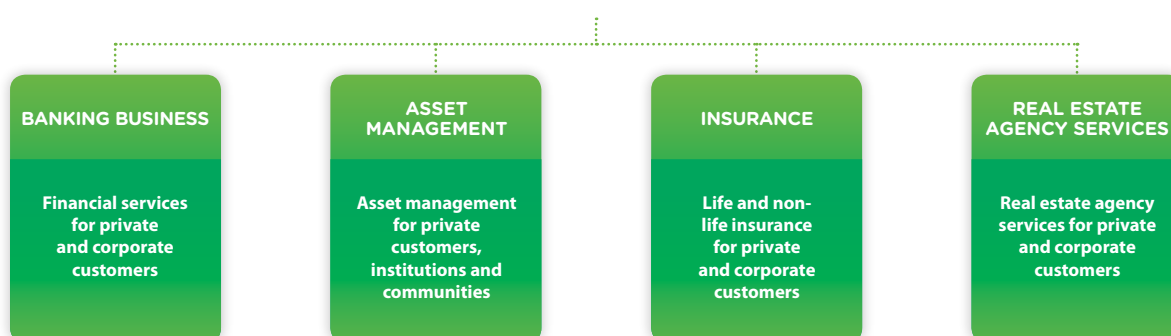 BANKING BUSINESS
Financial services
for private
and corporate
customers
ASSET
MANAGEMENT
Asset management
for private
customers,
institutions and
communities
INSURANCE
Life and non-
life insurance
for private
and corporate
customers
REAL ESTATE
AGENCY SERVICES
Real estate agency
services for private
and corporate
customers